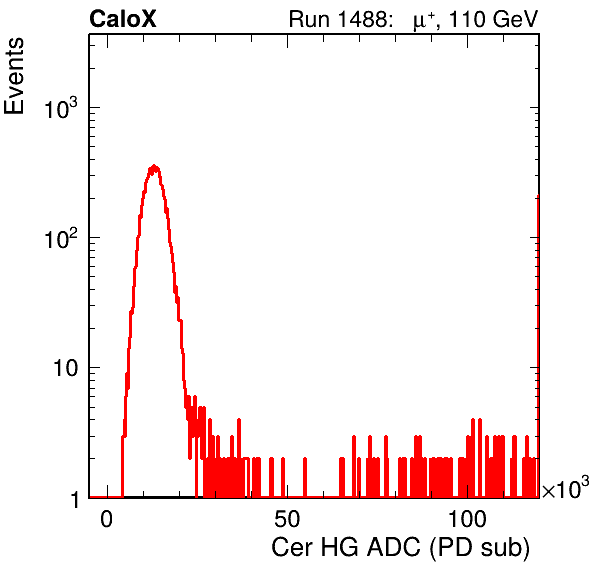 CaloX Run 1488: μ⁺, 110 GeV
Events
10³
10²
10
1
0 50 100 ×10³
Cer HG ADC (PD sub)